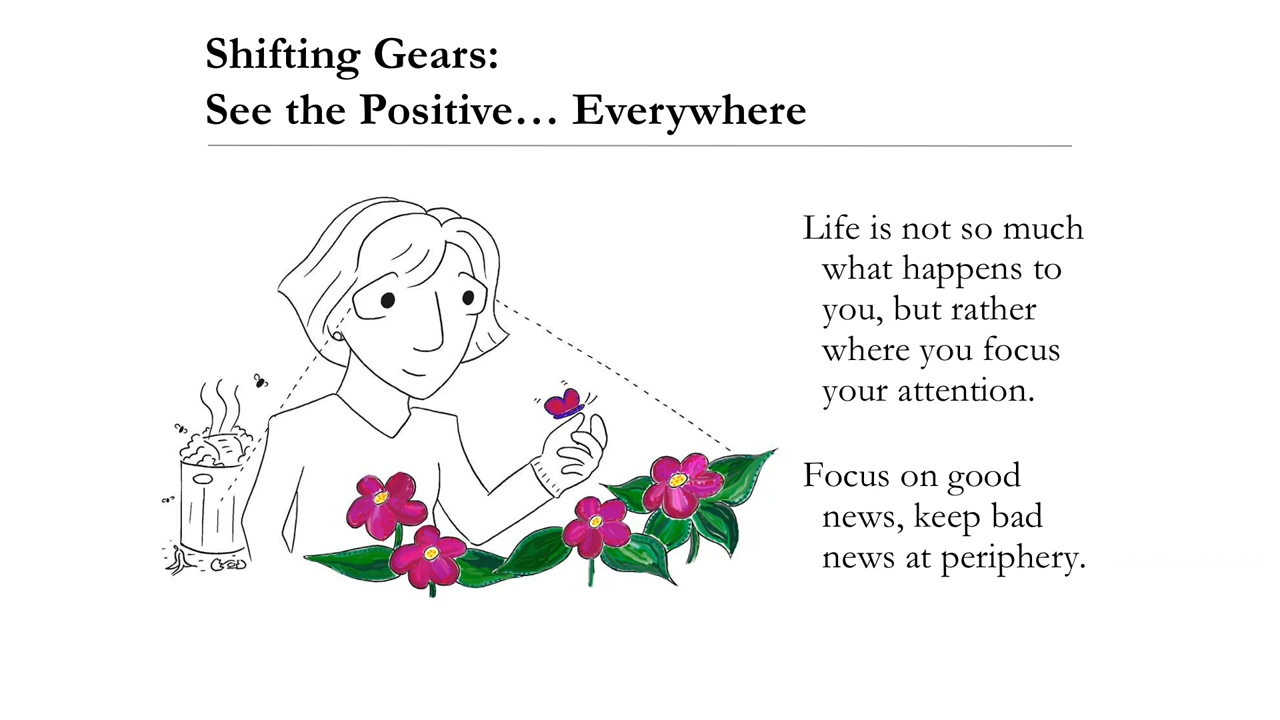 Shifting Gears:
See the Positive… Everywhere
Life is not so much
what happens to
you, but rather
where you focus
your attention.
Focus on good
news, keep bad
news at periphery.